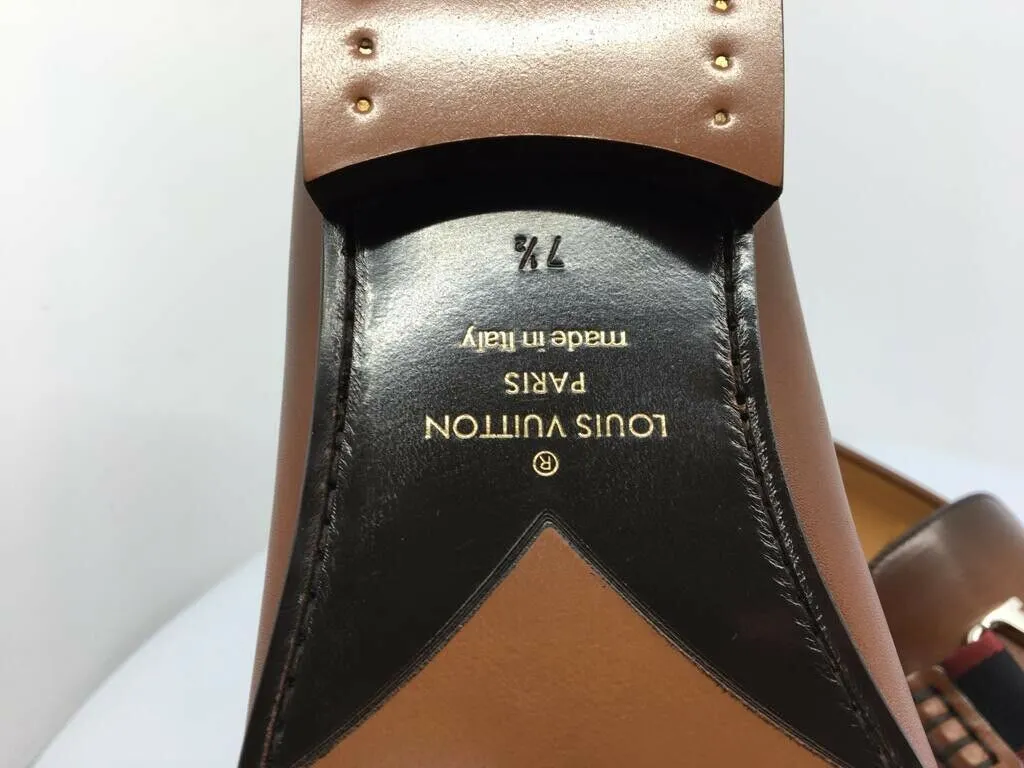 ®
LOUIS VUITTON
PARIS
made in Italy
7½